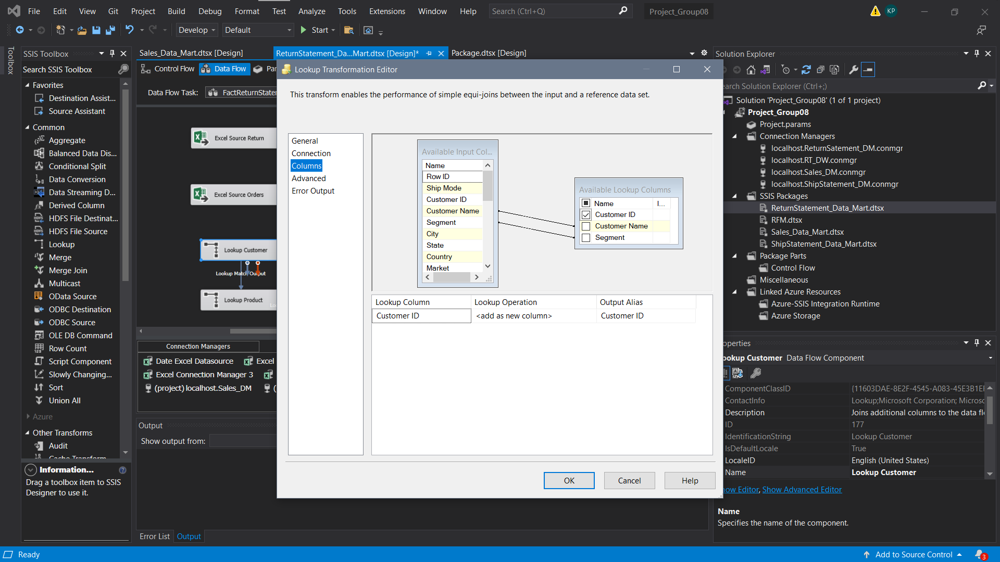 File Edit View Git Project Build Debug Format Test Analyze Tools Extensions Window Help Search (Ctrl+Q) Project_Group08 KP
Develop Default Start
Toolbox
SSIS Toolbox
Search SSIS Toolbox
Favorites
Destination Assist...
Source Assistant
Common
Aggregate
Balanced Data Dis...
Conditional Split
Data Conversion
Data Streaming D...
Derived Column
HDFS File Destinat...
HDFS File Source
Lookup
Merge
Merge Join
Multicast
OData Source
ODBC Destination
ODBC Source
OLE DB Command
Row Count
Script Component
Slowly Changing...
Sort
Union All
Azure
Other Transforms
Audit
Cache Transform
Information...
Drag a toolbox item to SSIS
Designer to use it.
Sales_Data_Mart.dtsx [Design] ReturnStatement_Da...Mart.dtsx [Design]* Package.dtsx [Design]
Control Flow Data Flow
Data Flow Task: FactReturnState
Excel Source Return
Excel Source Orders
Lookup Customer
Lookup Match Output
Lookup Product
Connection Managers
Date Excel Datasource Excel
Excel Connection Manager 3
(project) localhost.Sales_DM (
Output
Show output from:
Error List Output
Lookup Transformation Editor
This transform enables the performance of simple equi-joins between the input and a reference data set.
General
Connection
Columns
Advanced
Error Output
Available Input Col...
Name
Row ID
Ship Mode
Customer ID
Customer Name
Segment
City
State
Country
Market
Available Lookup Columns
Name I...
Customer ID
Customer Name
Segment
Lookup Column Lookup Operation Output Alias
Customer ID <add as new column> Customer ID
OK Cancel Help
Solution Explorer
earch Solution Explorer (Ctrl+;)
Solution 'Project_Group08' (1 of 1 project)
Project_Group08
Project.params
Connection Managers
localhost.ReturnSatement_DM.conmgr
localhost.RT_DW.conmgr
localhost.Sales_DM.conmgr
localhost.ShipStatement_DM.conmgr
SSIS Packages
ReturnStatement_Data_Mart.dtsx
RFM.dtsx
Sales_Data_Mart.dtsx
ShipStatement_Data_Mart.dtsx
Package Parts
Control Flow
Miscellaneous
Linked Azure Resources
Azure-SSIS Integration Runtime
Azure Storage
operties
ookup Customer Data Flow Component
ComponentClassID {11603DAE-8E2F-4545-A083-45E3B1E
ContactInfo Lookup;Microsoft Corporation; Microsc
Description Joins additional columns to the data fl
ID 177
IdentificationString Lookup Customer
IsDefaultLocale True
LocaleID English (United States)
Name Lookup Customer
how Editor, Show Advanced Editor
Name
Specifies the name of the component.
Ready Add to Source Control 3